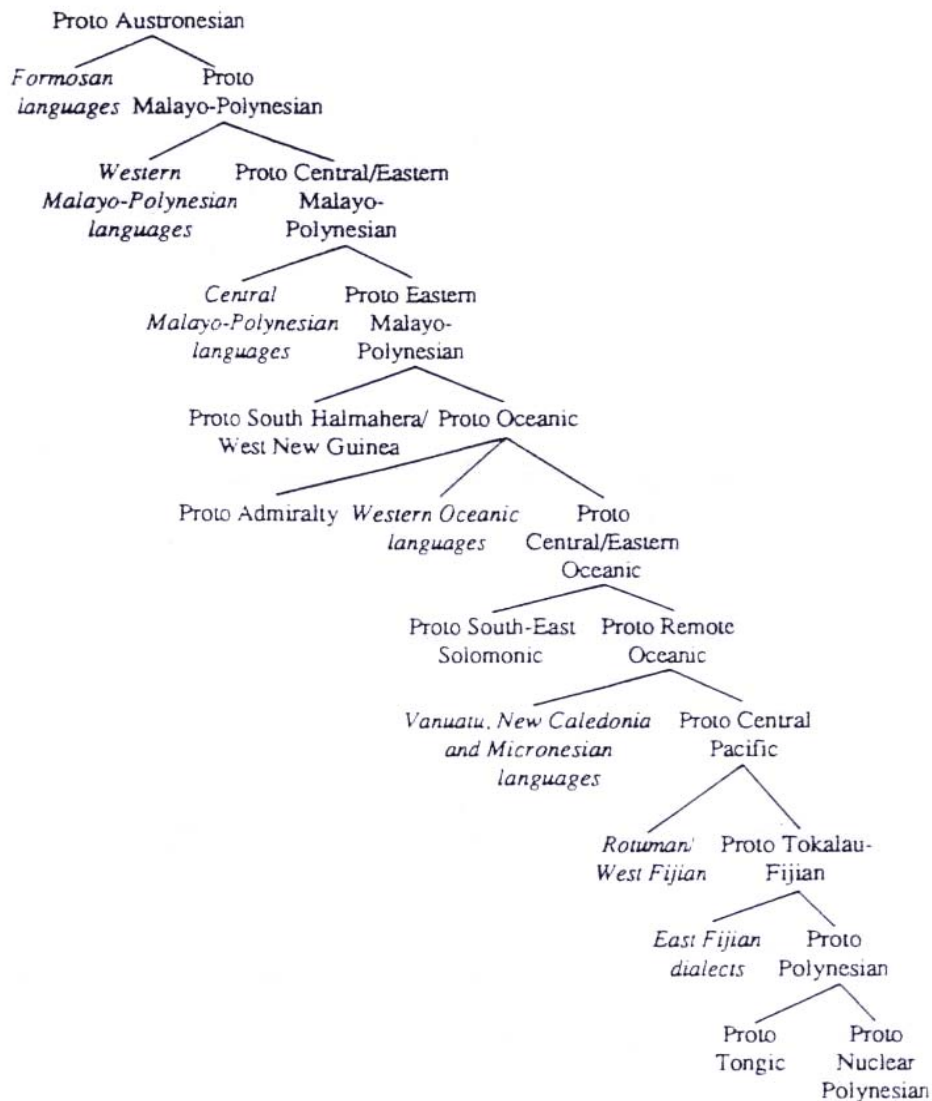 Proto Austronesian
Formosan
languages
Proto
Malayo-Polynesian
Western
Malayo-Polynesian
languages
Proto Central/Eastern
Malayo-
Polynesian
Central
Malayo-Polynesian
languages
Proto Eastern
Malayo-
Polynesian
Proto South Halmahera/
West New Guinea
Proto Oceanic
Proto Admiralty
Western Oceanic
languages
Proto
Central/Eastern
Oceanic
Proto South-East
Solomonic
Proto Remote
Oceanic
Vanuatu, New Caledonia
and Micronesian
languages
Proto Central
Pacific
Rotuman/
West Fijian
Proto Tokalau-
Fijian
East Fijian
dialects
Proto
Polynesian
Proto
Tongic
Proto
Nuclear
Polynesian